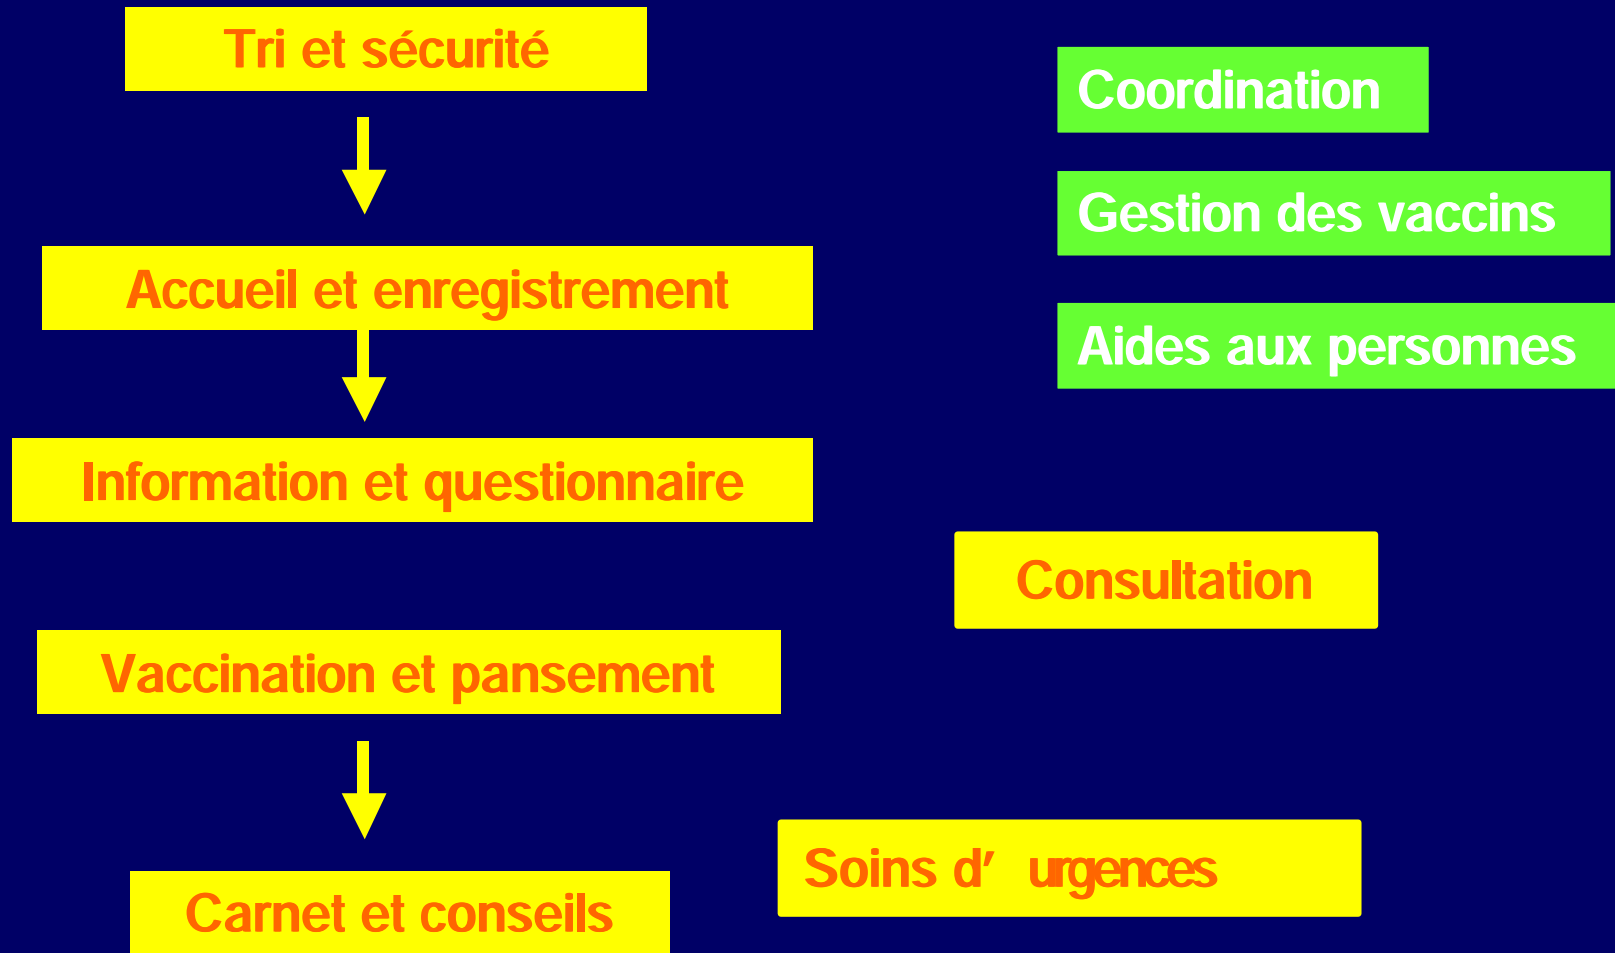 Tri et sécurité
Coordination
Gestion des vaccins
Accueil et enregistrement
Aides aux personnes
Information et questionnaire
Consultation
Vaccination et pansement
Soins d’ urgences
Carnet et conseils